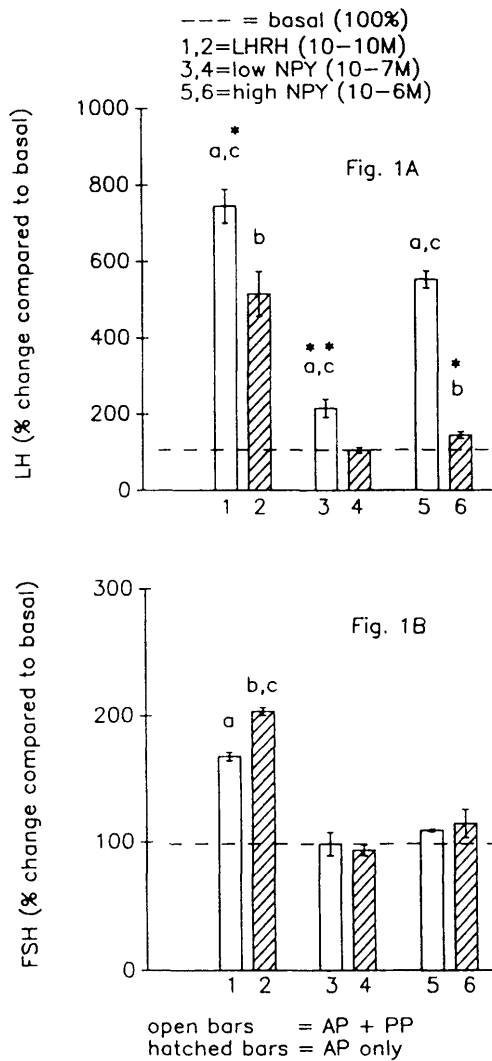 --- = basal (100%)
1,2=LHRH (10-10M)
3,4=low NPY (10-7M)
5,6=high NPY (10-6M)
Fig. 1A
LH (% change compared to basal)
1000
800
600
400
200
0
*
a,c
b
* *
a,c
a,c
*
b
1 2 3 4 5 6
Fig. 1B
FSH (% change compared to basal)
300
200
100
0
a
b,c
1 2 3 4 5 6
open bars = AP + PP
hatched bars = AP only